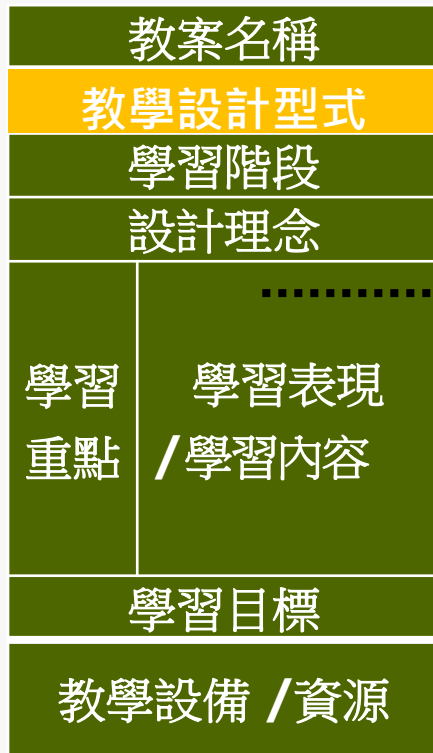 教案名稱
教學設計型式
學習階段
設計理念
學習
重點
學習表現
/學習內容
學習目標
教學設備 /資源